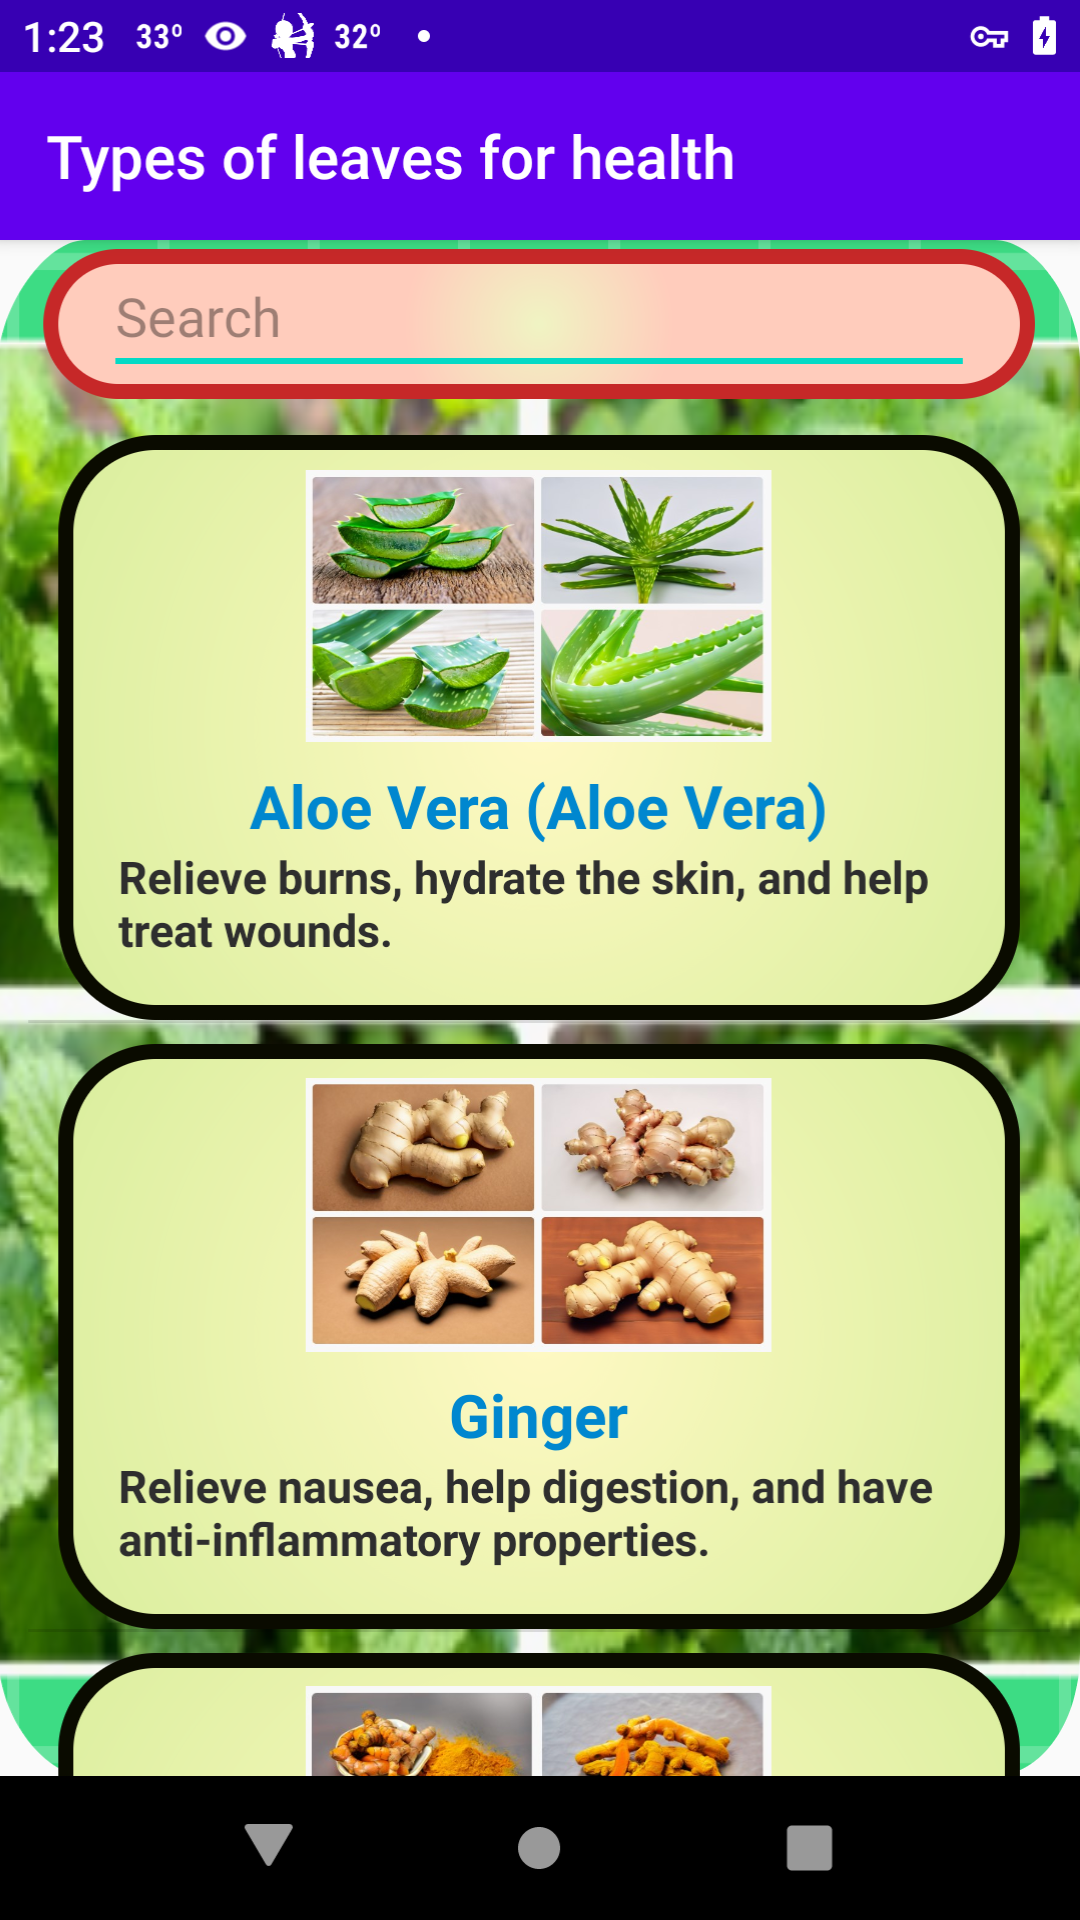 1:23 33° 32°
Types of leaves for health
Search
Aloe Vera (Aloe Vera)
Relieve burns, hydrate the skin, and help
treat wounds.
Ginger
Relieve nausea, help digestion, and have
anti-inflammatory properties.